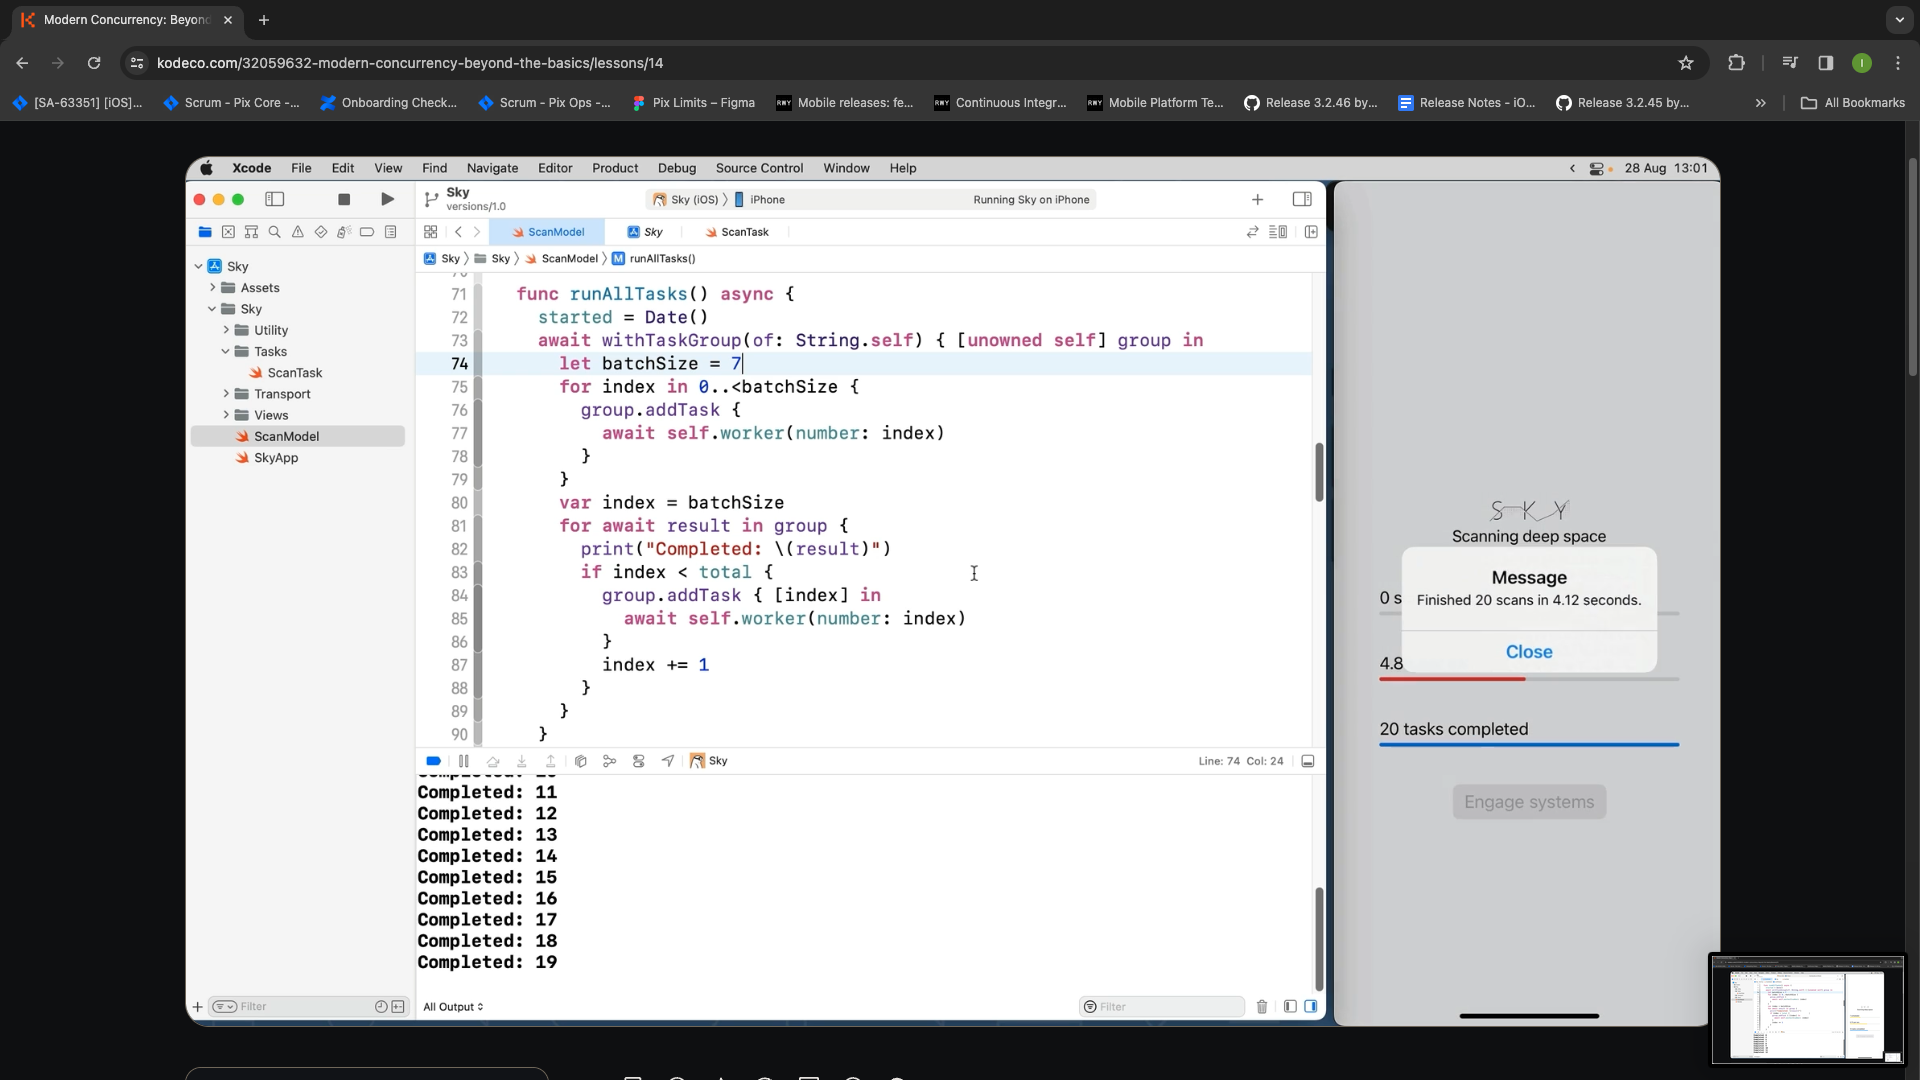 Modern Concurrency: Beyon
kodeco.com/32059632-modern-concurrency-beyond-the-basics/lessons/14
I
[SA-63351] [iOS]...
Scrum - Pix Core -...
Onboarding Check...
Scrum - Pix Ops -...
Pix Limits – Figma
RWY Mobile releases: fe...
RWY Continuous Integr...
RWY Mobile Platform Te...
Release 3.2.46 by...
Release Notes - iO...
Release 3.2.45 by...
»
All Bookmarks
Xcode File Edit View Find Navigate Editor Product Debug Source Control Window Help
28 Aug 13:01
Sky
versions/1.0
Sky (iOS) 〉 iPhone
Running Sky on iPhone
ScanModel
Sky
ScanTask
Sky 〉 Sky 〉 ScanModel 〉 M runAllTasks()
Sky
Assets
Sky
Utility
Tasks
ScanTask
Transport
Views
ScanModel
SkyApp
71 func runAllTasks() async {
72 started = Date()
73 await withTaskGroup(of: String.self) { [unowned self] group in
74 let batchSize = 7
75 for index in 0..<batchSize {
76 group.addTask {
77 await self.worker(number: index)
78 }
79 }
80 var index = batchSize
81 for await result in group {
82 print("Completed: \(result)")
83 if index < total {
84 group.addTask { [index] in
85 await self.worker(number: index)
86 }
87 index += 1
88 }
89 }
90 }
Sky
Line: 74 Col: 24
Completed: 11
Completed: 12
Completed: 13
Completed: 14
Completed: 15
Completed: 16
Completed: 17
Completed: 18
Completed: 19
Filter
All Output
Filter
S K Y
Scanning deep space
Message
Finished 20 scans in 4.12 seconds.
Close
0 s
4.8
20 tasks completed
Engage systems